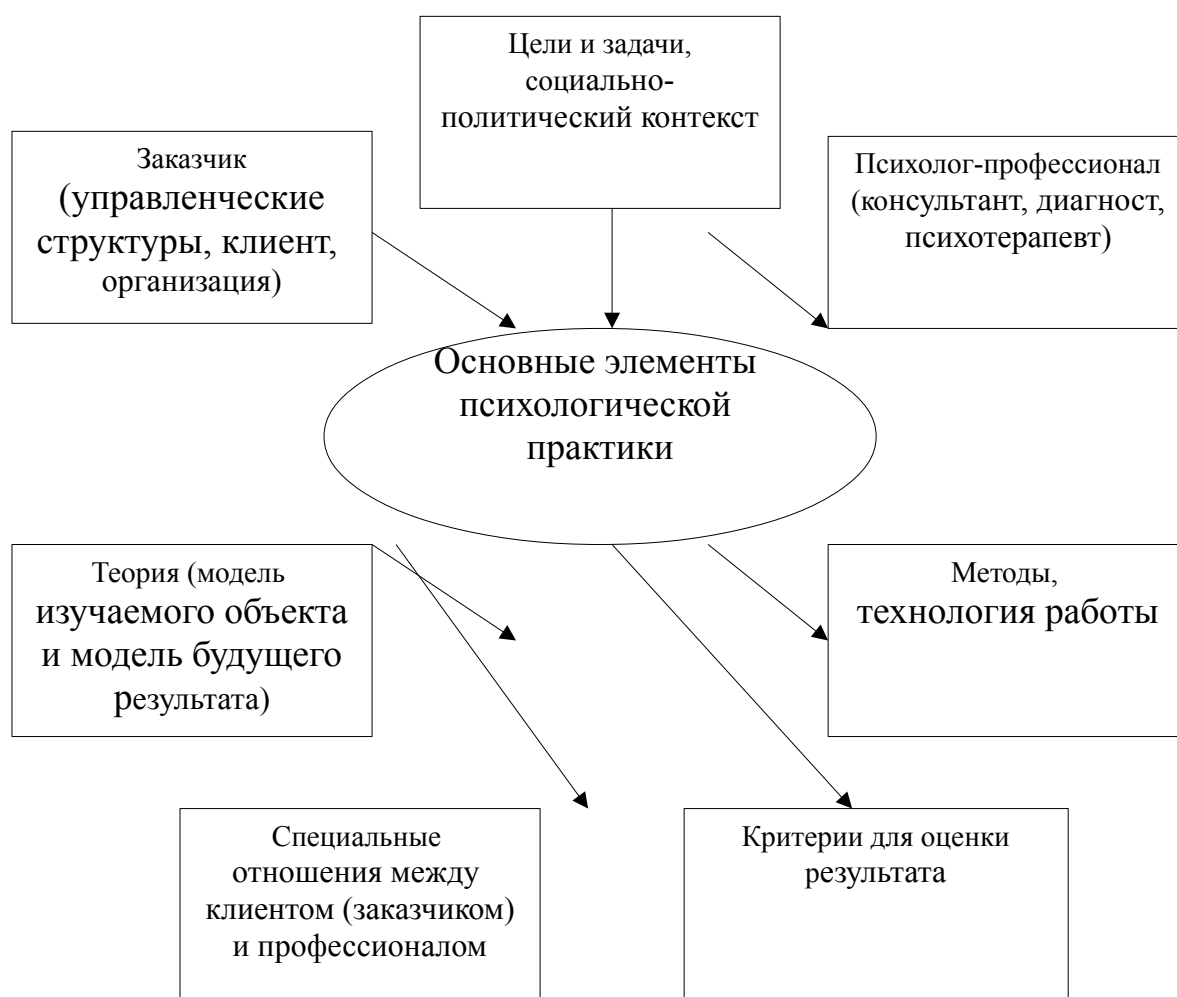 Цели и задачи,
социально-
политический контекст
Заказчик
(управленческие
структуры, клиент,
организация)
Психолог-профессионал
(консультант, диагност,
психотерапевт)
Основные элементы
психологической
практики
Теория (модель
изучаемого объекта
и модель будущего
результата)
Методы,
технология работы
Специальные
отношения между
клиентом (заказчиком)
и профессионалом
Критерии для оценки
результата